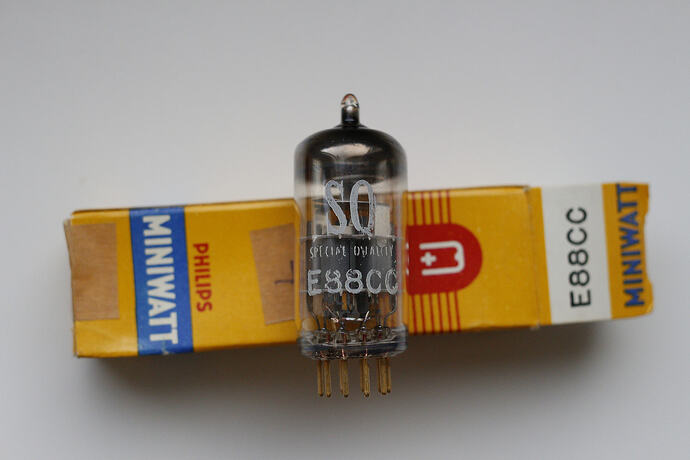 MINIWATT
PHILIPS
SQ
SPECIAL QUALITY
E88CC
E88CC
MINIWATT